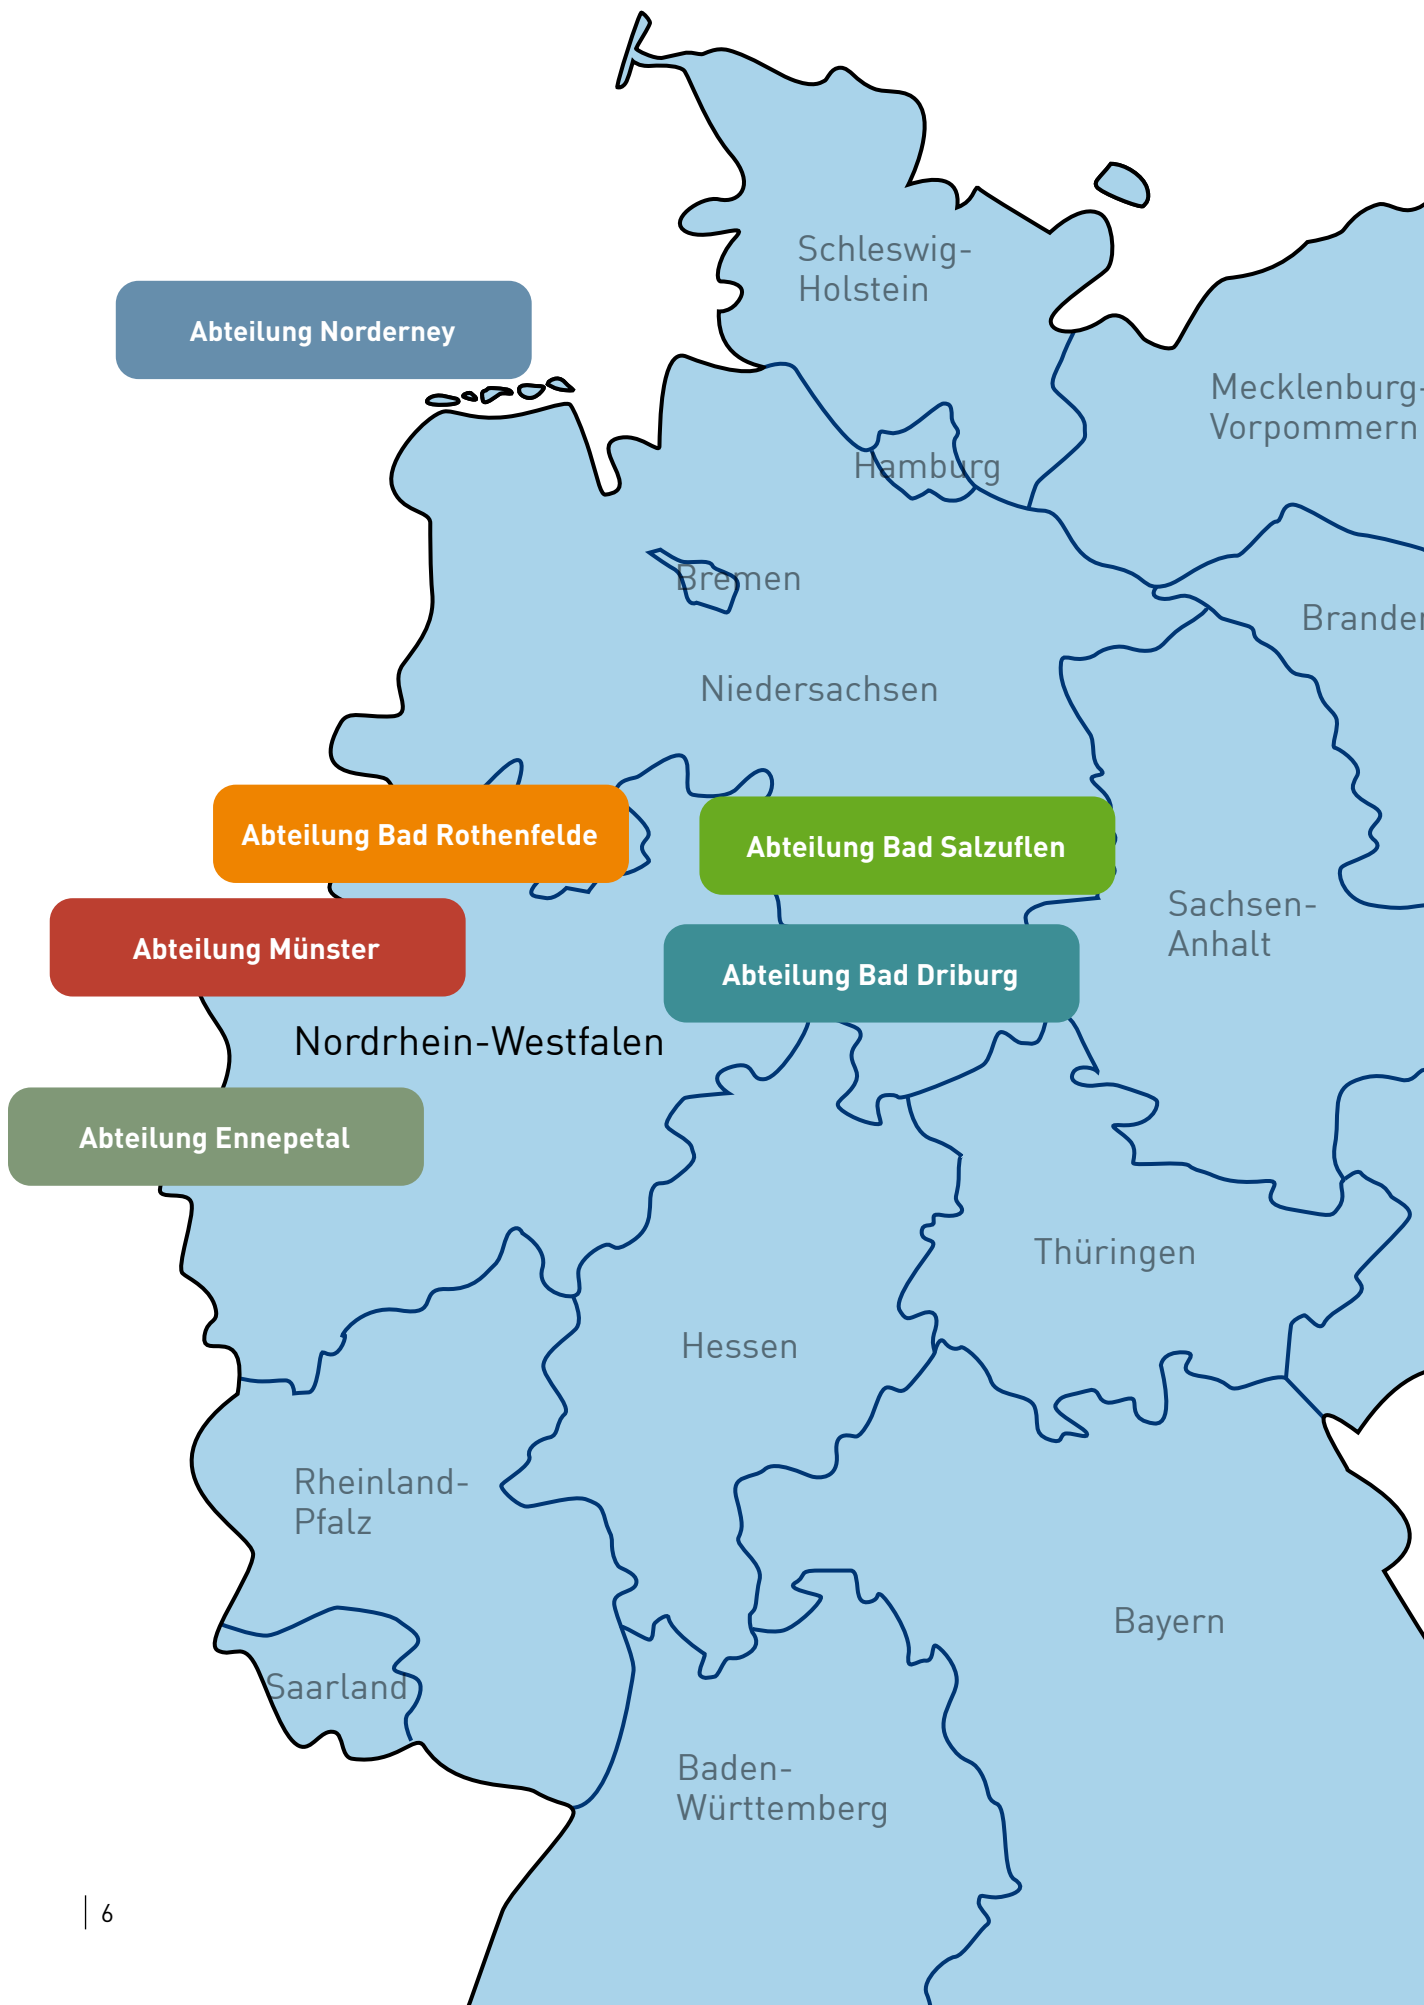 Schleswig-
Holstein
Abteilung Norderney
Mecklenburg-
Vorpommern
Hamburg
Bremen
Brander
Niedersachsen
Abteilung Bad Rothenfelde
Abteilung Bad Salzuflen
Sachsen-
Anhalt
Abteilung Münster
Abteilung Bad Driburg
Nordrhein-Westfalen
Abteilung Ennepetal
Thüringen
Hessen
Rheinland-
Pfalz
Bayern
Saarland
Baden-
Württemberg
6